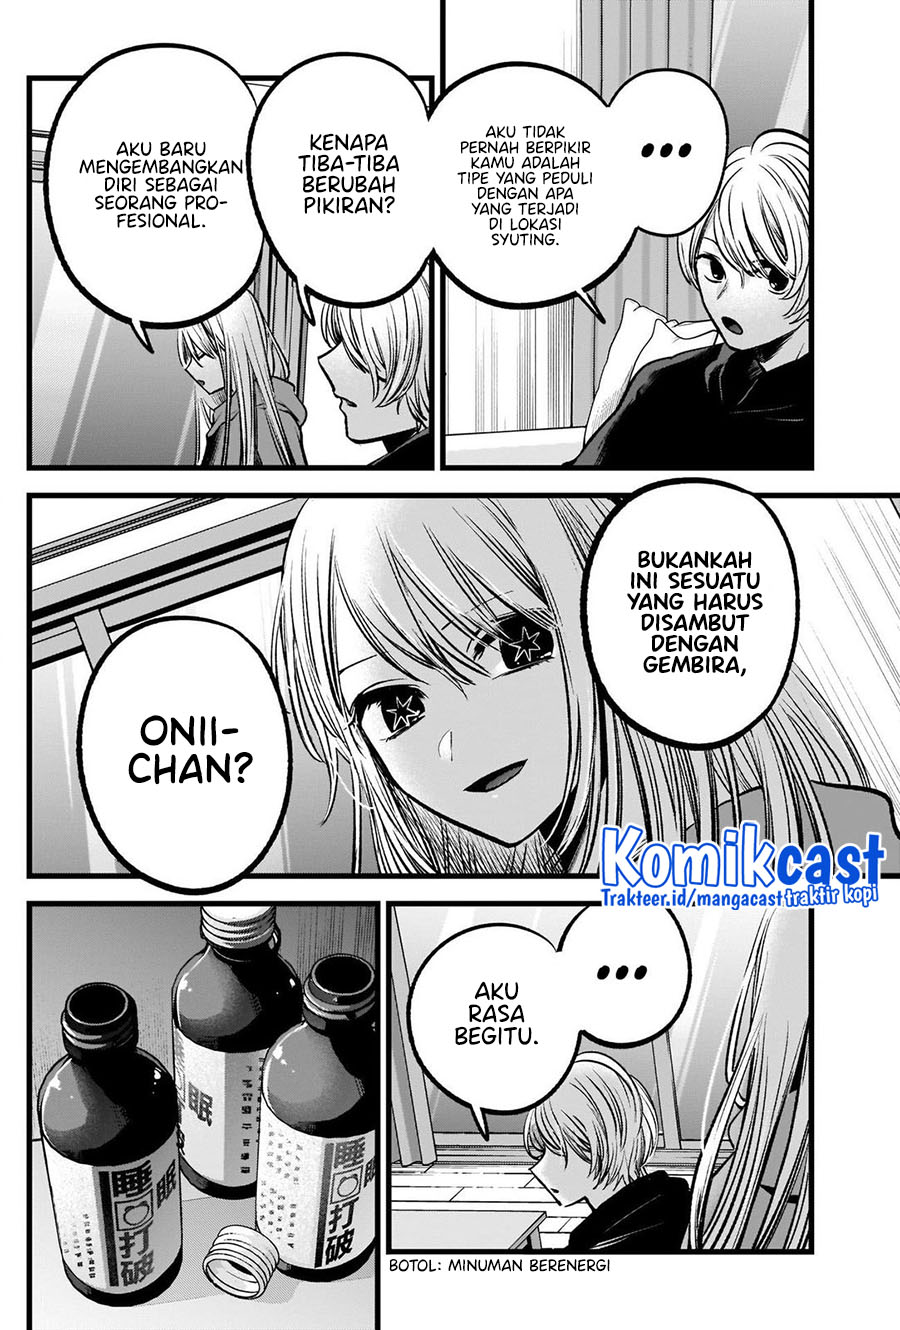 ...
AKU TIDAK
PERNAH BERPIKIR
KAMU ADALAH
TIPE YANG PEDULI
DENGAN APA
YANG TERJADI
DI LOKASI
SYUTING.
KENAPA
TIBA-TIBA
BERUBAH
PIKIRAN?
AKU BARU
MENGEMBANGKAN
DIRI SEBAGAI
SEORANG PRO-
FESIONAL.
BUKANKAH
INI SESUATU
YANG HARUS
DISAMBUT
DENGAN
GEMBIRA,
ONII-
CHAN?
Komikcast
Trakteer.id/mangacast traktir kopi
...
AKU
RASA
BEGITU.
眠
睡眠
打破
睡眠
打破
BOTOL: MINUMAN BERENERGI